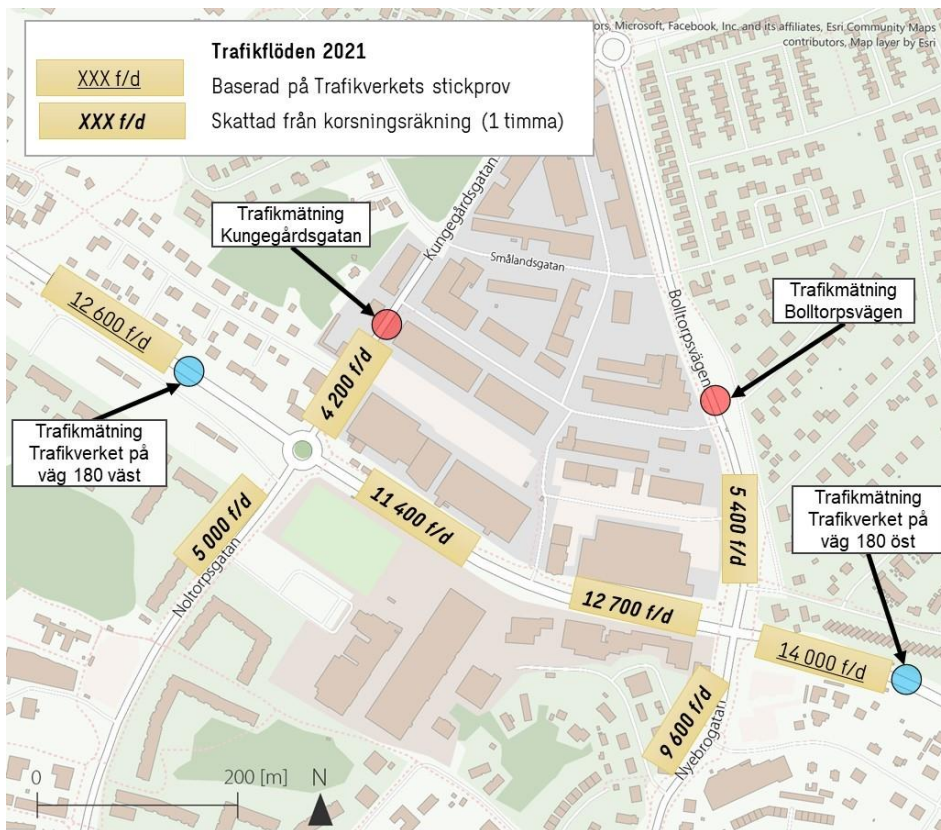 ors, Microsoft, Facebook, Inc. and its affiliates, Esri Community Maps
contributors, Map layer by Esri
Trafikflöden 2021
XXX f/d
Baserad på Trafikverkets stickprov
XXX f/d
Skattad från korsningsräkning (1 timma)
Trafikmätning
Kungegårdsgatan
Kungegårdsgatan
Smålandsgatan
Bolltorpsvägen
Trafikmätning
Bolltorpsvägen
12 600 f/d
4 200 f/d
Trafikmätning
Trafikverket på
väg 180 väst
11 400 f/d
5 000 f/d
Noltorpsgatan
5 400 f/d
Trafikmätning
Trafikverket på
väg 180 öst
12 700 f/d
14 000 f/d
9 600 f/d
Nyebrogatan
0
200 [m]
N